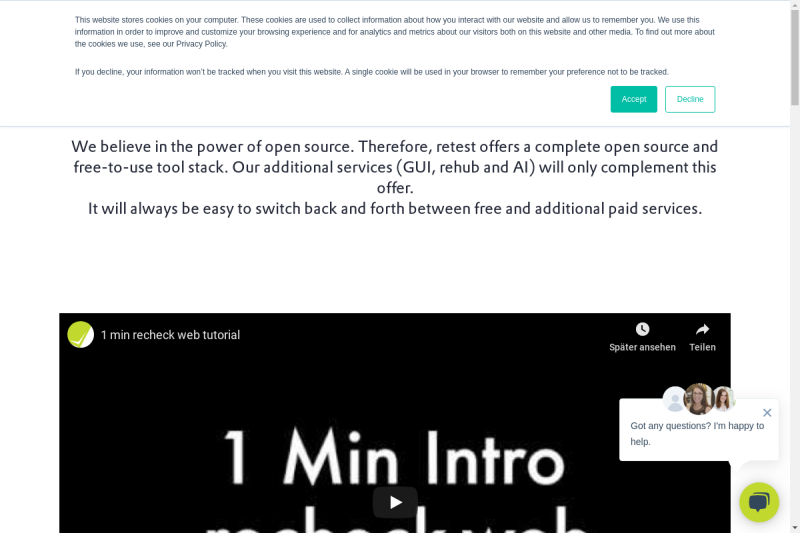 This website stores cookies on your computer. These cookies are used to collect information about how you interact with our website and allow us to remember you. We use this
information in order to improve and customize your browsing experience and for analytics and metrics about our visitors both on this website and other media. To find out more about
the cookies we use, see our Privacy Policy.
If you decline, your information won't be tracked when you visit this website. A single cookie will be used in your browser to remember your preference not to be tracked.
Accept
Decline
We believe in the power of open source. Therefore, retest offers a complete open source and
free-to-use tool stack. Our additional services (GUI, rehub and AI) will only complement this
offer.
It will always be easy to switch back and forth between free and additional paid services.
1 min recheck web tutorial
Später ansehen
Teilen
1 Min Intro
recheck web
Got any questions? I'm happy to
help.